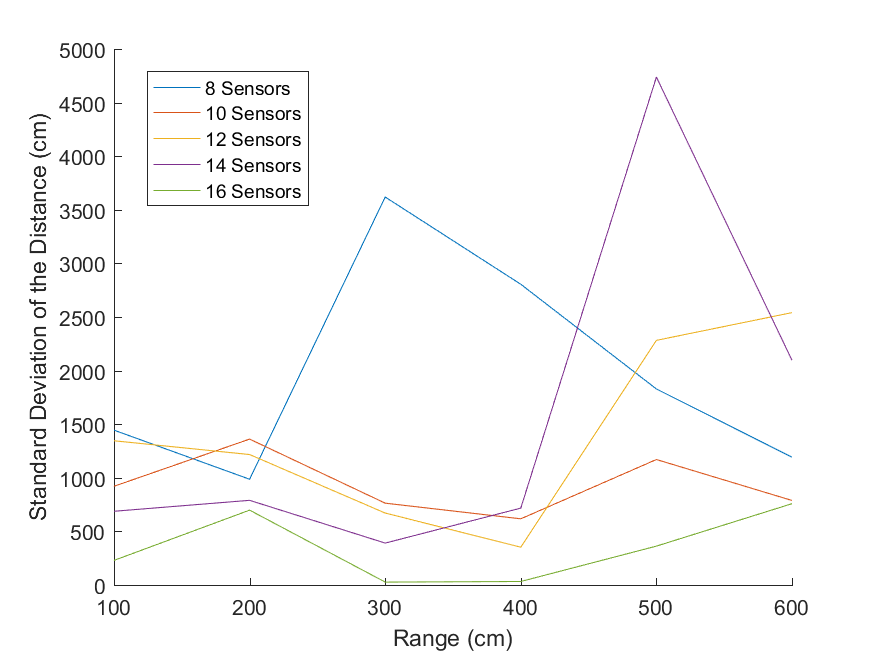 5000
4500
4000
3500
3000
2500
2000
1500
1000
500
0
Standard Deviation of the Distance (cm)
8 Sensors
10 Sensors
12 Sensors
14 Sensors
16 Sensors
100 200 300 400 500 600
Range (cm)